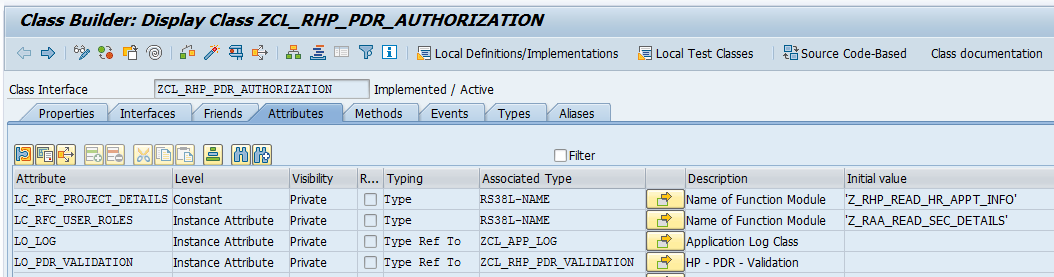 Class Builder: Display Class ZCL_RHP_PDR_AUTHORIZATION
Local Definitions/Implementations Local Test Classes Source Code-Based Class documentation
Class Interface ZCL_RHP_PDR_AUTHORIZATION Implemented / Active
Properties Interfaces Friends Attributes Methods Events Types Aliases
Filter
Attribute Level Visibility R... Typing Associated Type Description Initial value
LC_RFC_PROJECT_DETAILS Constant Private Type RS38L-NAME Name of Function Module 'Z_RHP_READ_HR_APPT_INFO'
LC_RFC_USER_ROLES Instance Attribute Private Type RS38L-NAME Name of Function Module 'Z_RAA_READ_SEC_DETAILS'
LO_LOG Instance Attribute Private Type Ref To ZCL_APP_LOG Application Log Class
LO_PDR_VALIDATION Instance Attribute Private Type Ref To ZCL_RHP_PDR_VALIDATION HP - PDR - Validation